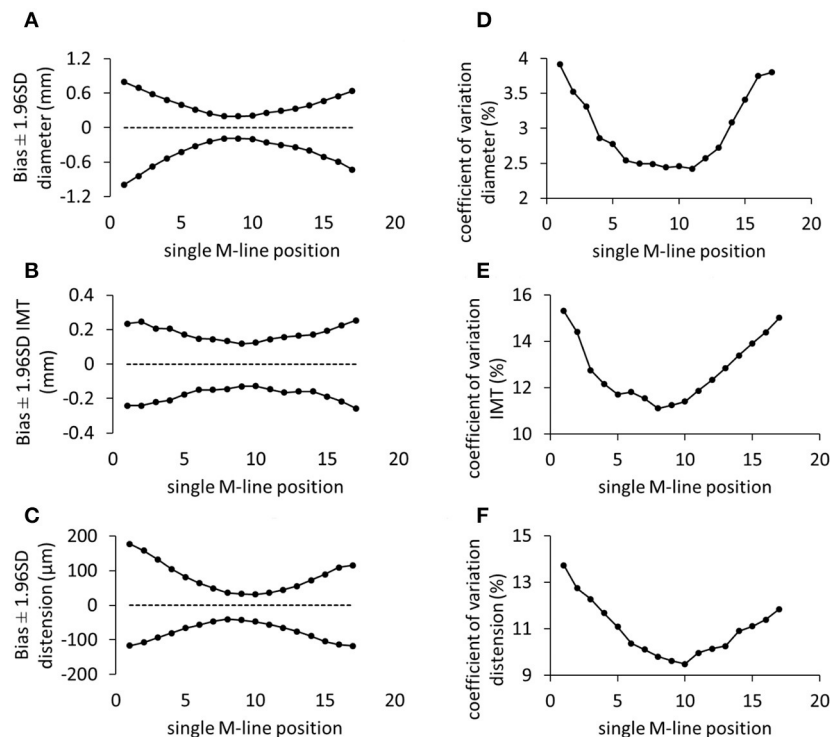 A
Bias ± 1.96SD
diameter (mm)
1.2
0.6
0
-0.6
-1.2
0 5 10 15 20
single M-line position
D
coefficient of variation
diameter (%)
4
3.5
3
2.5
2
0 5 10 15 20
single M-line position
B
Bias ± 1.96SD IMT
(mm)
0.4
0.2
0
-0.2
-0.4
0 5 10 15 20
single M-line position
E
coefficient of variation
IMT (%)
16
14
12
10
0 5 10 15 20
single M-line position
C
Bias ± 1.96SD
distension (µm)
200
100
0
-100
-200
0 5 10 15 20
single M-line position
F
coefficient of variation
distension (%)
15
13
11
9
0 5 10 15 20
single M-line position